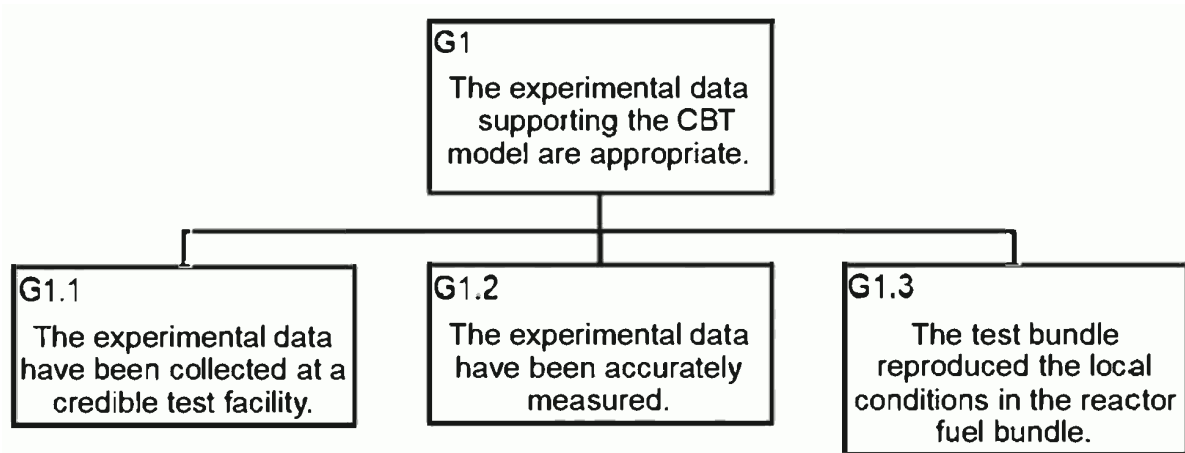 G1
The experimental data
supporting the CBT
model are appropriate.
G1.1
The experimental data
have been collected at a
credible test facility.
G1.2
The experimental data
have been accurately
measured.
G1.3
The test bundle
reproduced the local
conditions in the reactor
fuel bundle.